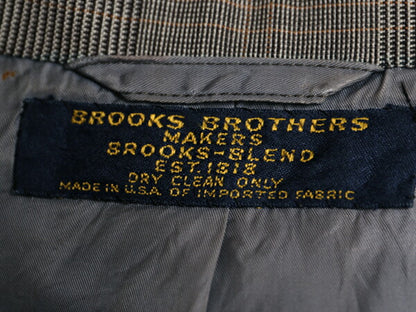 BROOKS BROTHERS
MAKERS
BROOKS-BLEND
EST. 1818
DRY CLEAN ONLY
MADE IN U.S.A. OF IMPORTED FABRIC